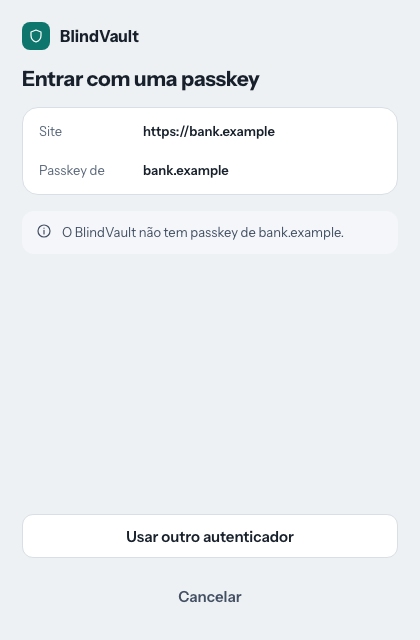 BlindVault
Entrar com uma passkey
Site https://bank.example
Passkey de bank.example
O BlindVault não tem passkey de bank.example.
Usar outro autenticador
Cancelar